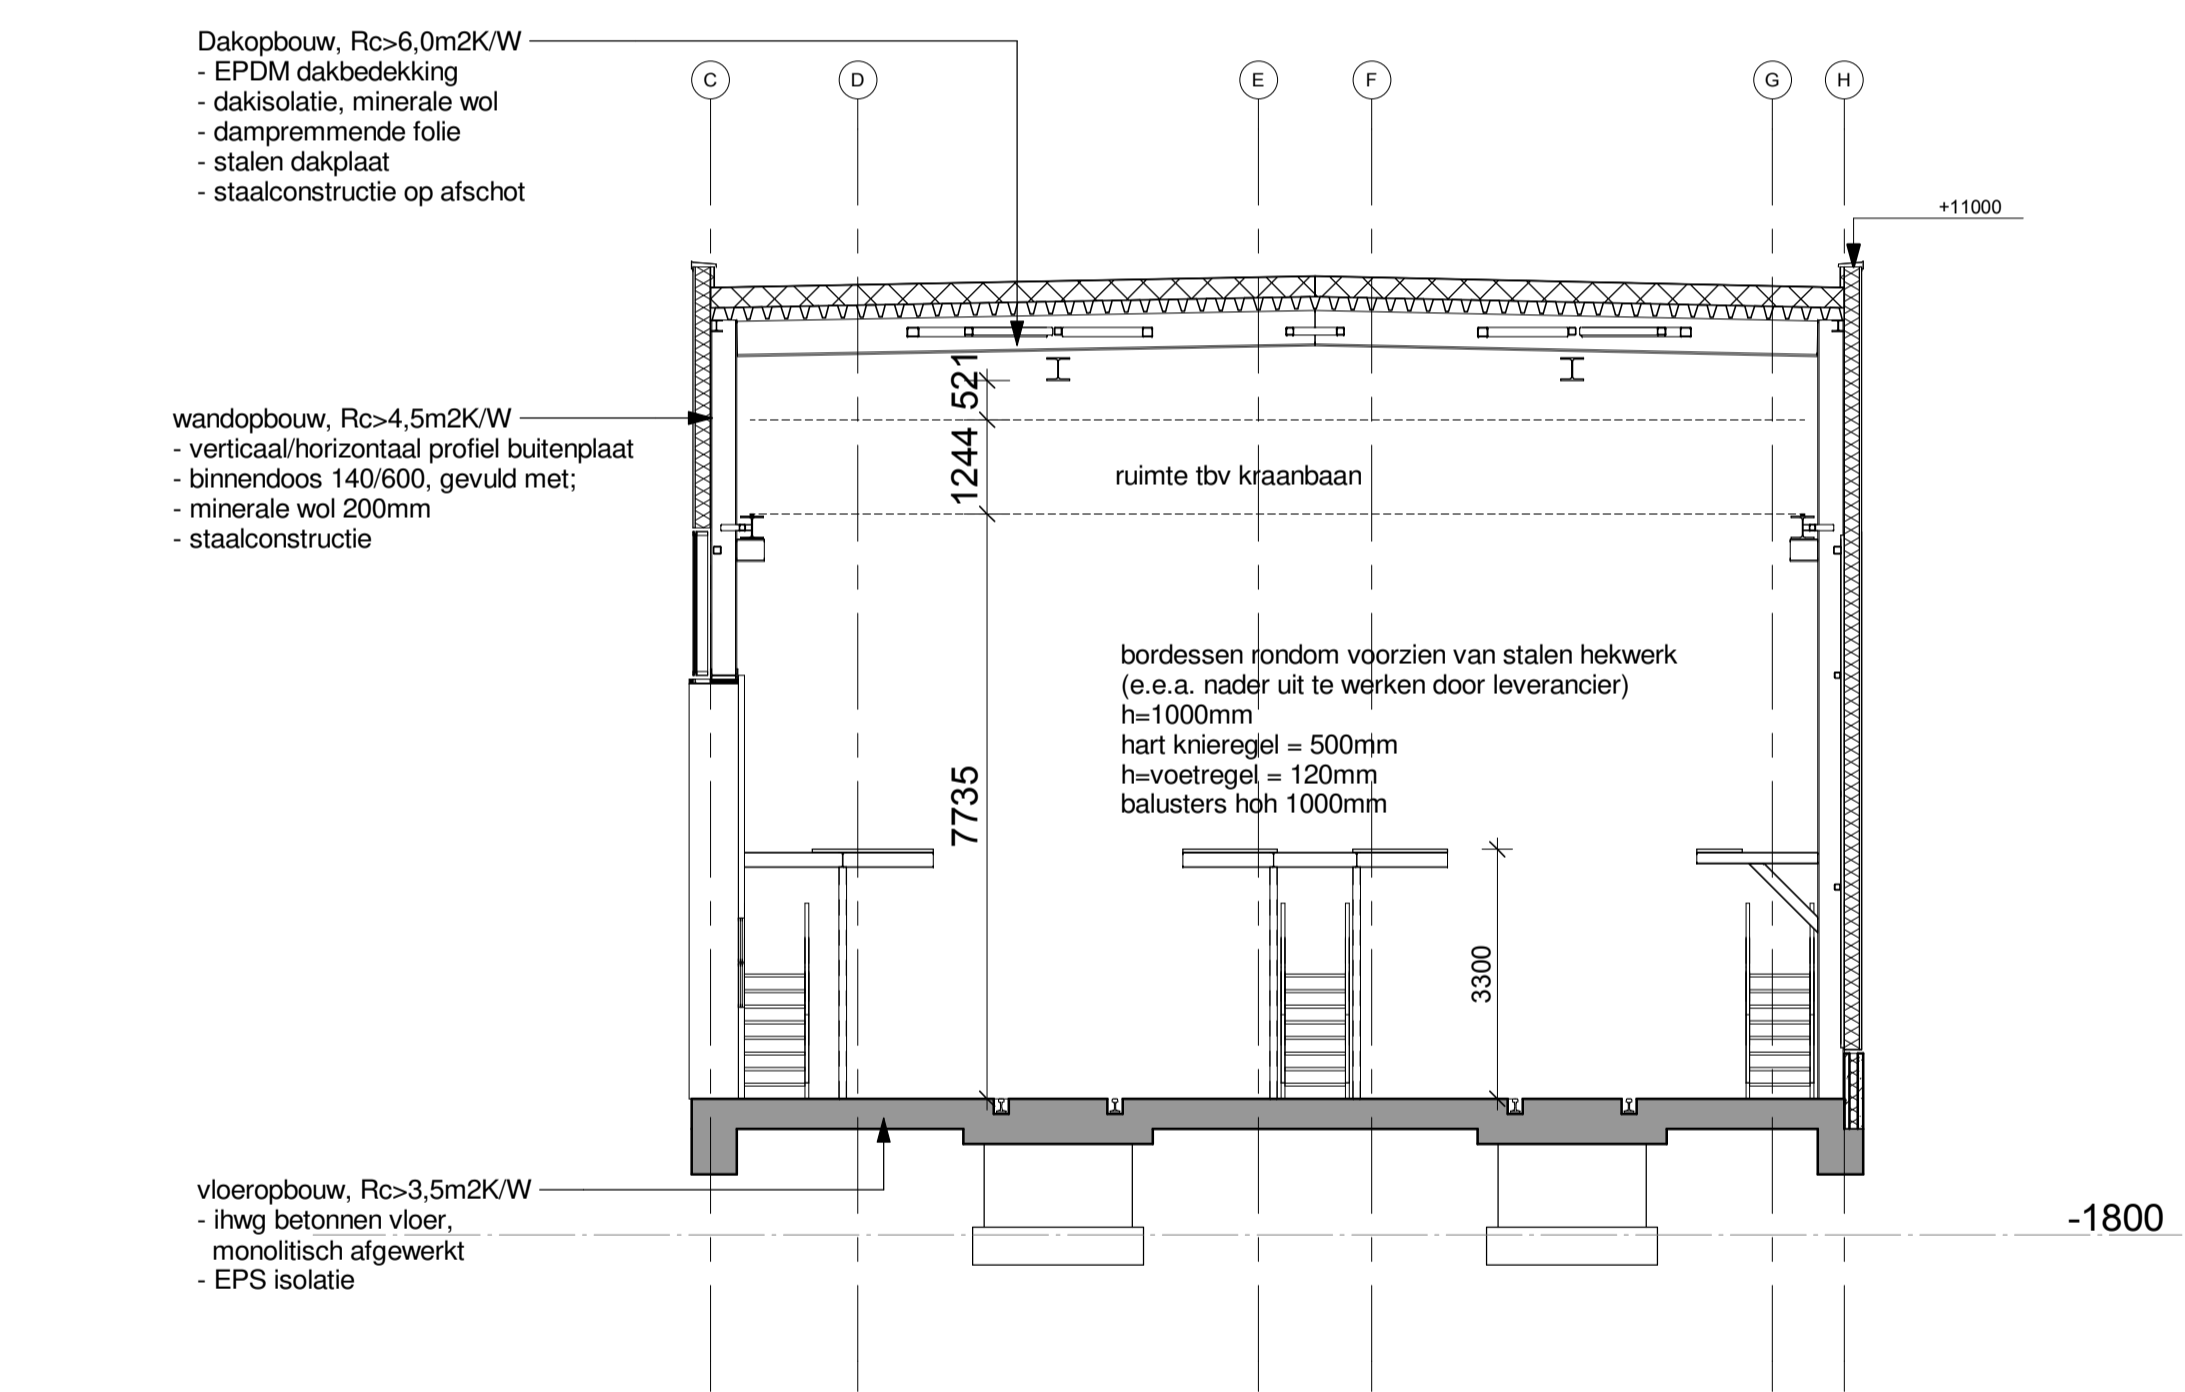 Dakopbouw, Rc>6,0m2K/W
- EPDM dakbedekking
- dakisolatie, minerale wol
- dampremmende folie
- stalen dakplaat
- staalconstructie op afschot
C
D
E
F
G
H
+11000
wandopbouw, Rc>4,5m2K/W
- verticaal/horizontaal profiel buitenplaat
- binnendoos 140/600, gevuld met;
- minerale wol 200mm
- staalconstructie
521
1244
ruimte tbv kraanbaan
bordessen rondom voorzien van stalen hekwerk
(e.e.a. nader uit te werken door leverancier)
h=1000mm
hart knieregel = 500mm
h=voetregel = 120mm
balusters hoh 1000mm
7735
3300
vloeropbouw, Rc>3,5m2K/W
- ihwg betonnen vloer,
monolitisch afgewerkt
- EPS isolatie
-1800